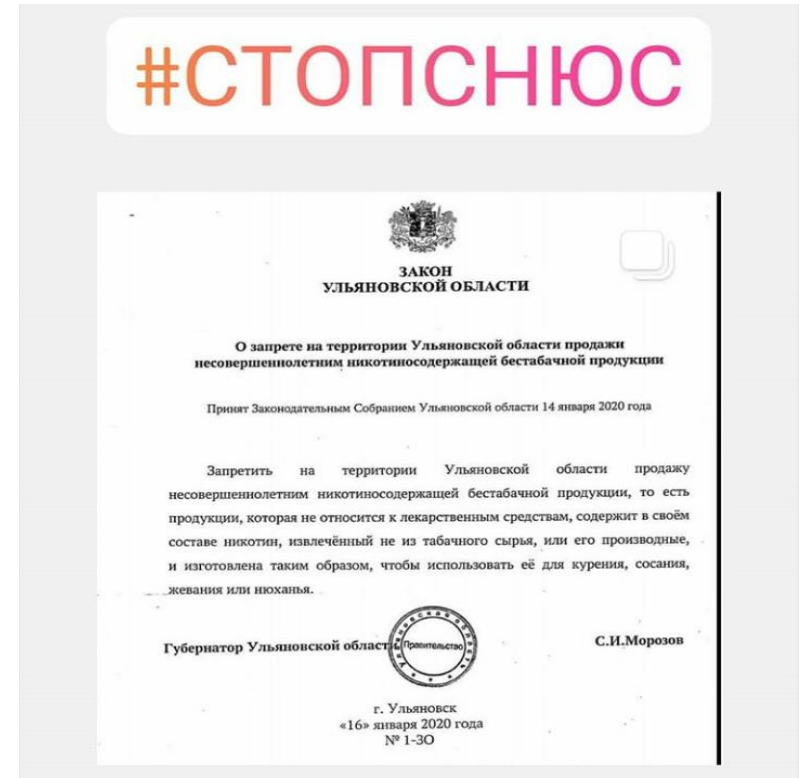 #СТОПСНЮС
ЗАКОН
УЛЬЯНОВСКОЙ ОБЛАСТИ
О запрете на территории Ульяновской области продажи
несовершеннолетним никотиносодержащей бестабачной продукции
Принят Законодательным Собранием Ульяновской области 14 января 2020 года
Запретить на территории Ульяновской области продажу
несовершеннолетним никотиносодержащей бестабачной продукции, то есть
продукции, которая не относится к лекарственным средствам, содержит в своём
составе никотин, извлечённый не из табачного сырья, или его производные,
и изготовлена таким образом, чтобы использовать её для курения, сосания,
жевания или нюханья.
Губернатор Ульяновской области
Правительство
Ульяновской области
С.И.Морозов
г. Ульяновск
«16» января 2020 года
№ 1-ЗО